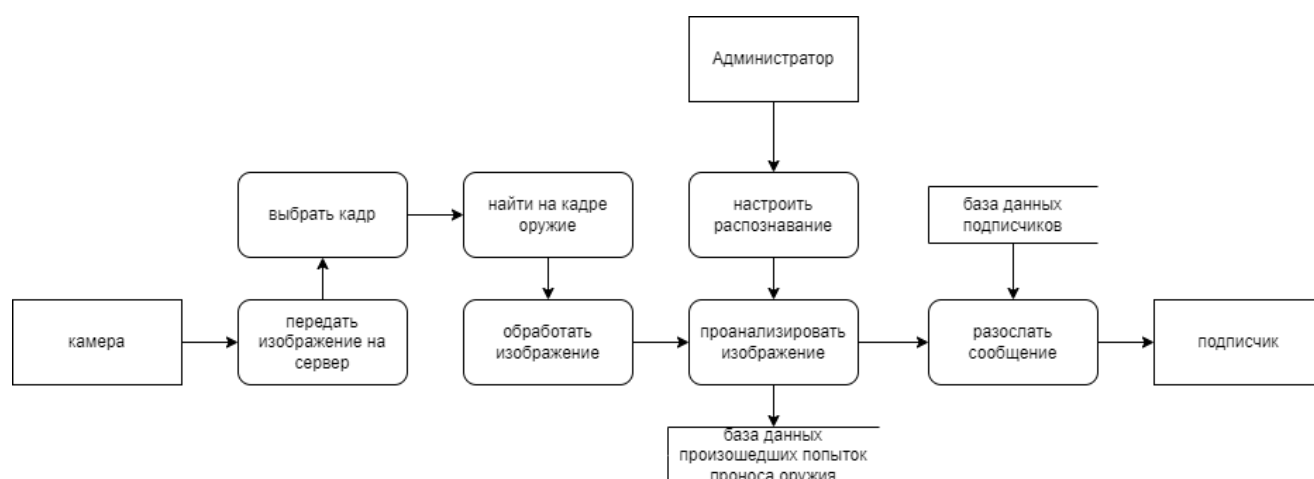 Администратор
выбрать кадр
найти на кадре
оружие
настроить
распознавание
база данных
подписчиков
камера
передать
изображение на
сервер
обработать
изображение
проанализировать
изображение
разослать
сообщение
подписчик
база данных
произошедших попыток
проноса оружия